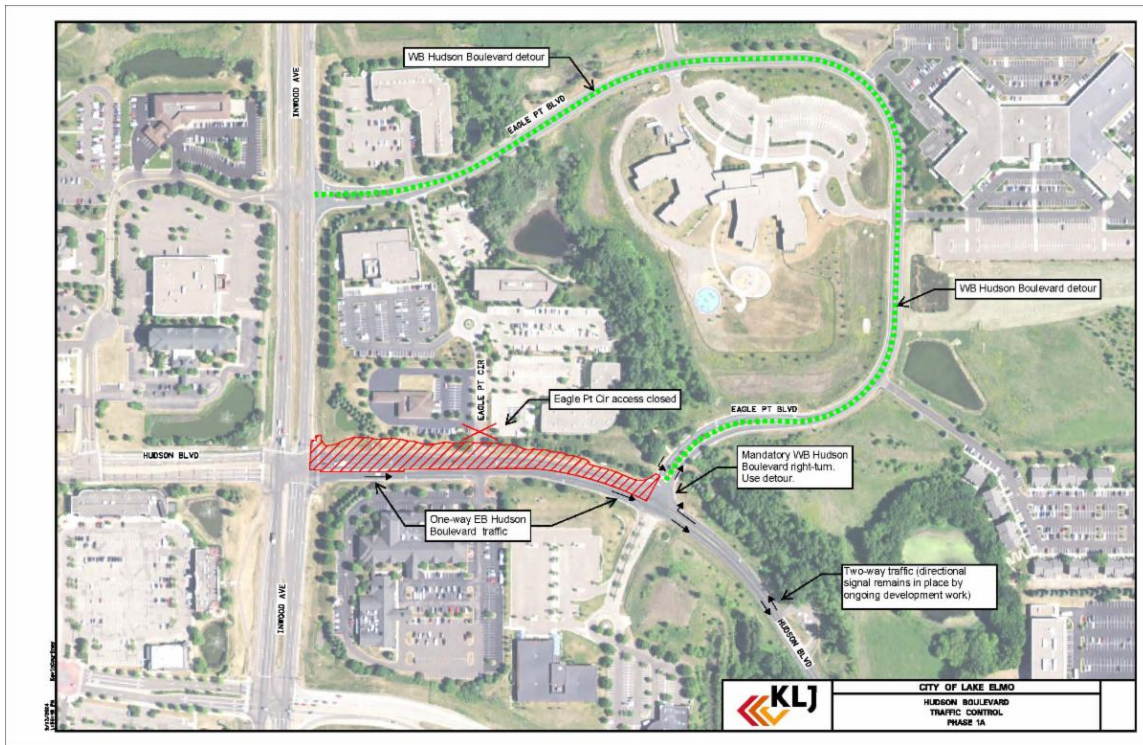 WB Hudson Boulevard detour
INWOOD AVE
EAGLE PT BLVD
WB Hudson Boulevard detour
EAGLE PT CIR
Eagle Pt Cir access closed
EAGLE PT BLVD
HUDSON BLVD
Mandatory WB Hudson
Boulevard right-turn.
Use detour.
One-way EB Hudson
Boulevard traffic
Two-way traffic (directional
signal remains in place by
ongoing development work)
INWOOD AVE
HUDSON BLVD
KLJ
CITY OF LAKE ELMO
HUDSON BOULEVARD
TRAFFIC CONTROL
PHASE 1A